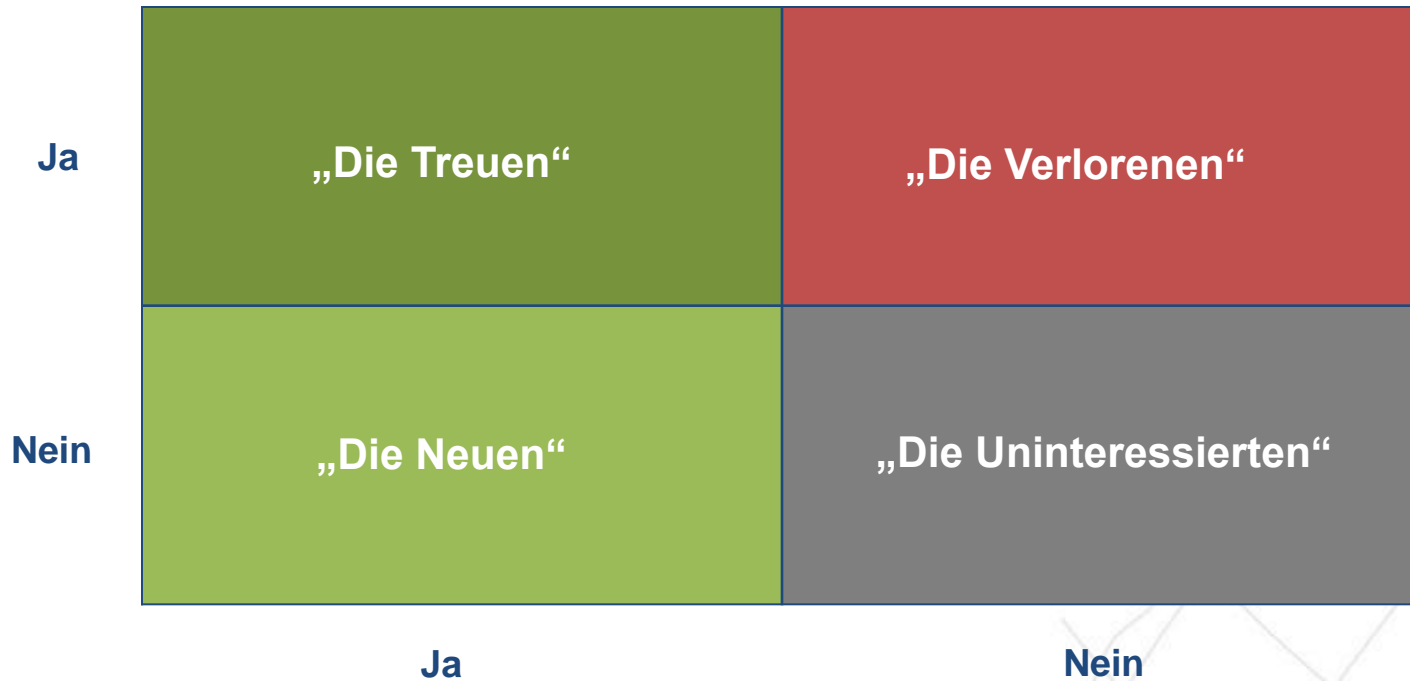 Ja
„Die Treuen“
„Die Verlorenen“
Nein
„Die Neuen“
„Die Uninteressierten“
Ja
Nein